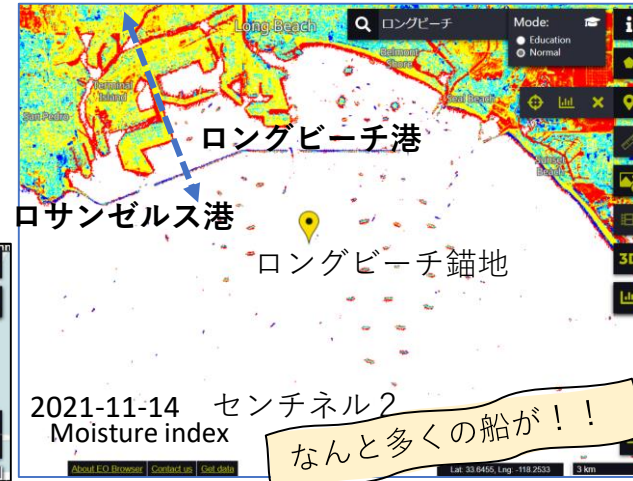 Long Beach
ロングビーチ
Mode:
Education
Normal
Belmont
Shore
Terminal
Island
San Pedro
Seal Beach
Sunset
Beach
ロングビーチ港
ロサンゼルス港
ロングビーチ錨地
3D
2021-11-14 センチネル2
Moisture index
なんと多くの船が！！
About EO Browser Contact us Get data
Lat: 33.6455, Lng: -118.2533
3 km